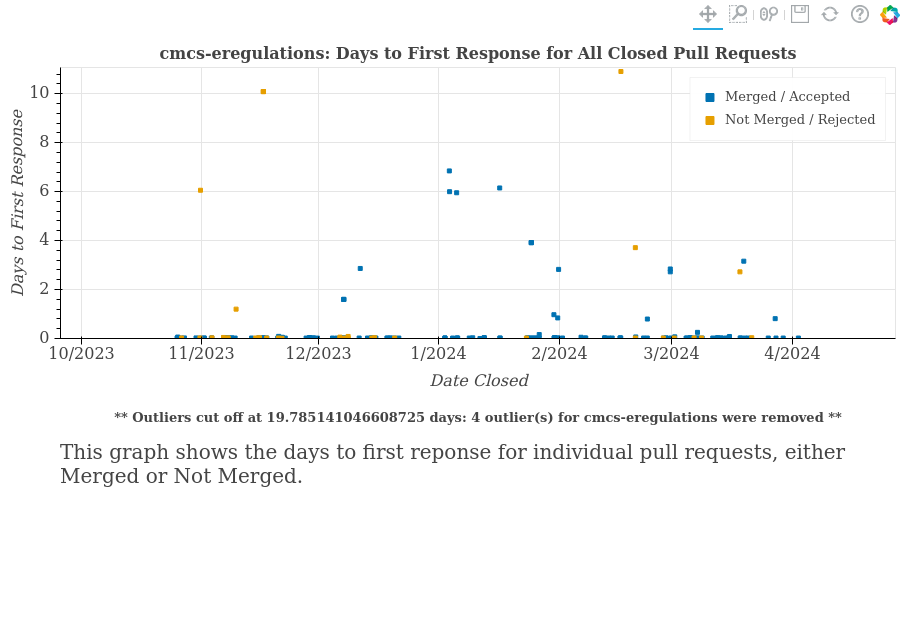 cmcs-eregulations: Days to First Response for All Closed Pull Requests
Merged / Accepted
Not Merged / Rejected
Days to First Response
10
8
6
4
2
0
10/2023 11/2023 12/2023 1/2024 2/2024 3/2024 4/2024
Date Closed
** Outliers cut off at 19.785141046608725 days: 4 outlier(s) for cmcs-eregulations were removed **
This graph shows the days to first reponse for individual pull requests, either
Merged or Not Merged.